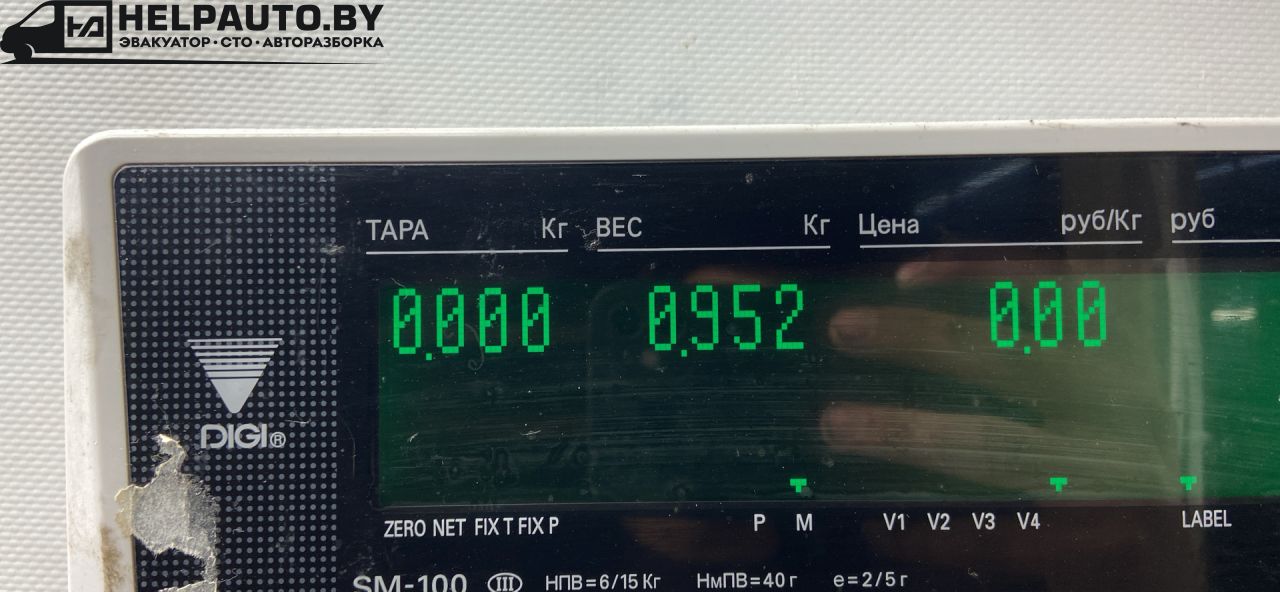 HELPAUTO.BY
ЭВАКУАТОР·СТО·АВТОРАЗБОРКА
ТАРА Кг ВЕС Кг Цена руб/Кг руб
0.000 0.952 0.00
DIGI®
ZERO NET FIX T FIX P P M V1 V2 V3 V4 LABEL
SM-100 III НПВ=6/15 Кг НмПВ=40 г е=2/5 г